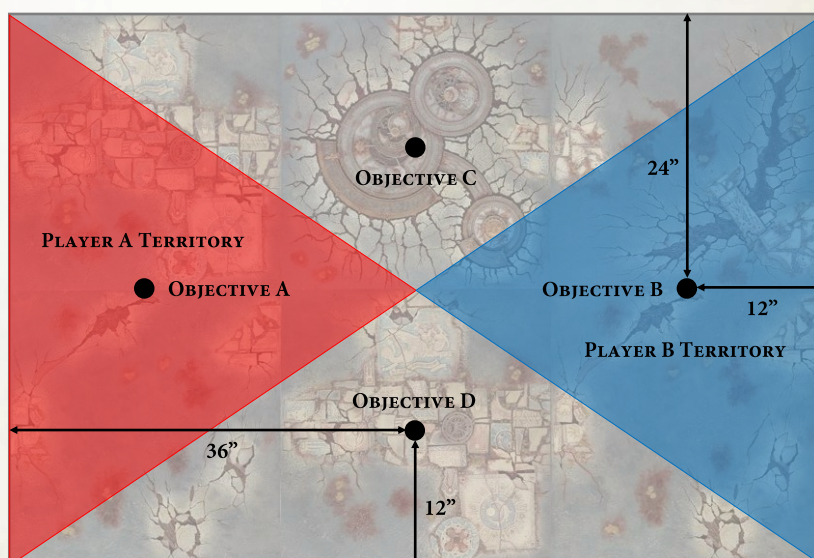 Objective C
24”
Player A Territory
Objective A
Objective B
12”
Player B Territory
Objective D
36”
12”